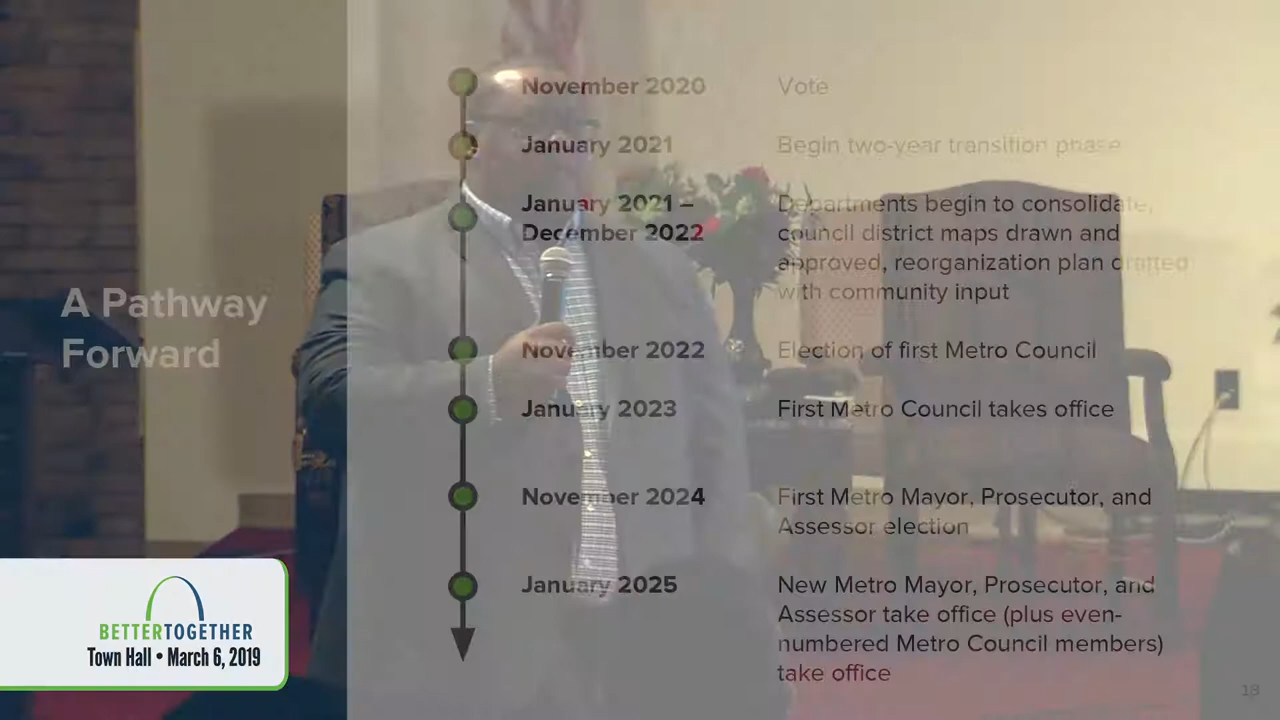 A Pathway
Forward
November 2020 Vote
January 2021 Begin two-year transition phase
January 2021 – Departments begin to consolidate,
December 2022 council district maps drawn and
approved, reorganization plan drafted
with community input
November 2022 Election of first Metro Council
January 2023 First Metro Council takes office
November 2024 First Metro Mayor, Prosecutor, and
Assessor election
January 2025 New Metro Mayor, Prosecutor, and
Assessor take office (plus even-
numbered Metro Council members)
take office
BETTERTOGETHER
Town Hall • March 6, 2019
18